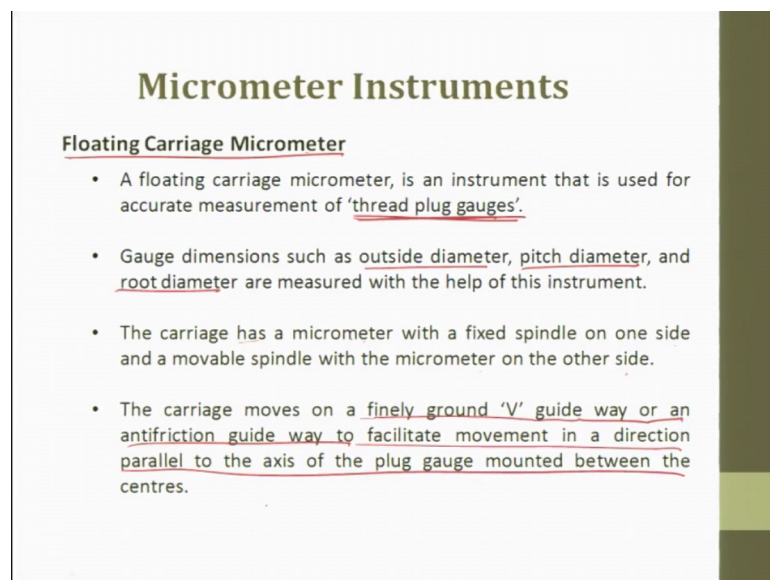 Micrometer Instruments
Floating Carriage Micrometer
• A floating carriage micrometer, is an instrument that is used for
accurate measurement of ‘thread plug gauges’.
• Gauge dimensions such as outside diameter, pitch diameter, and
root diameter are measured with the help of this instrument.
• The carriage has a micrometer with a fixed spindle on one side
and a movable spindle with the micrometer on the other side.
• The carriage moves on a finely ground ‘V’ guide way or an
antifriction guide way to facilitate movement in a direction
parallel to the axis of the plug gauge mounted between the
centres.